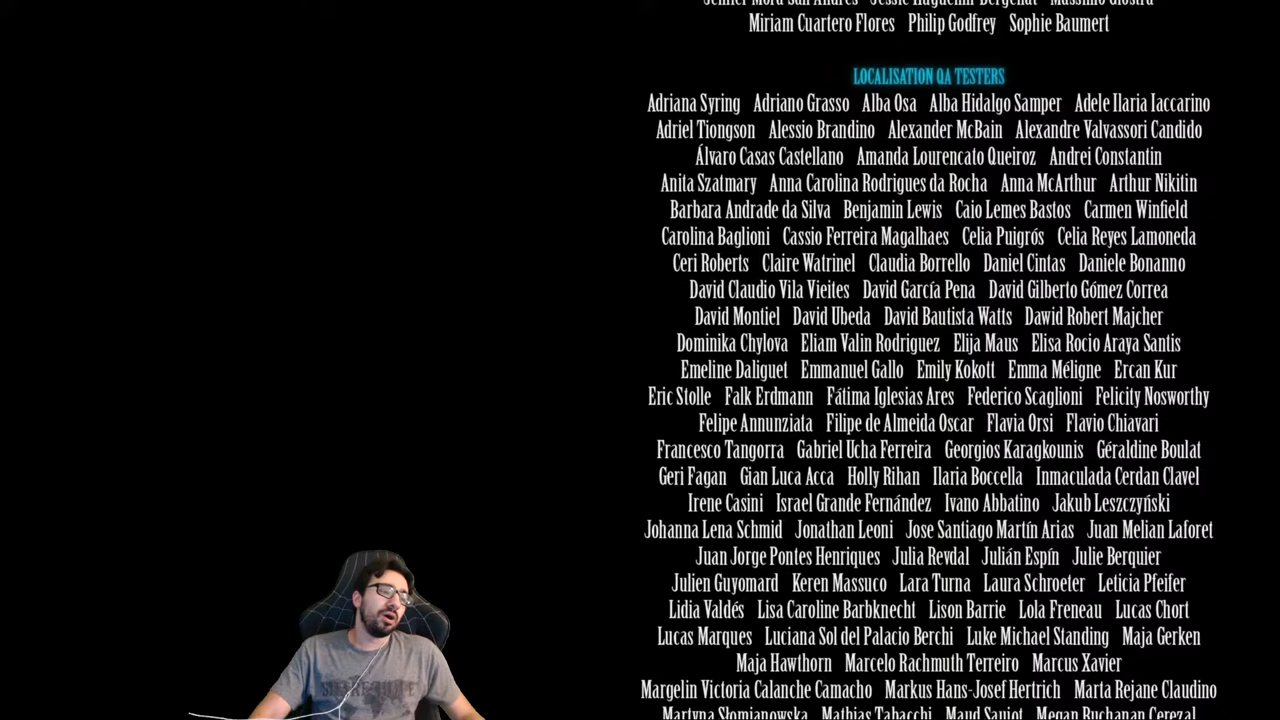 Miriam Cuartero Flores Philip Godfrey Sophie Baumert
LOCALISATION QA TESTERS
Adriana Syring Adriano Grasso Alba Osa Alba Hidalgo Samper Adele Ilaria Iaccarino
Adriel Tiongson Alessio Brandino Alexander McBain Alexandre Valvassori Candido
Álvaro Casas Castellano Amanda Lourencato Queiroz Andrei Constantin
Anita Szatmary Anna Carolina Rodrigues da Rocha Anna McArthur Arthur Nikitin
Barbara Andrade da Silva Benjamin Lewis Caio Lemes Bastos Carmen Winfield
Carolina Baglioni Cassio Ferreira Magalhaes Celia Puigrós Celia Reyes Lamoneda
Ceri Roberts Claire Watrinel Claudia Borrello Daniel Cintas Daniele Bonanno
David Claudio Vila Vieites David García Pena David Gilberto Gómez Correa
David Montiel David Ubeda David Bautista Watts Dawid Robert Majcher
Dominika Chylova Eliam Valin Rodriguez Elija Maus Elisa Rocio Araya Santis
Emeline Daliguet Emmanuel Gallo Emily Kokott Emma Méligne Ercan Kur
Eric Stolle Falk Erdmann Fátima Iglesias Ares Federico Scaglioni Felicity Nosworthy
Felipe Annunziata Filipe de Almeida Oscar Flavia Orsi Flavio Chiavari
Francesco Tangorra Gabriel Ucha Ferreira Georgios Karagkounis Géraldine Boulat
Geri Fagan Gian Luca Acca Holly Rihan Ilaria Boccella Inmaculada Cerdan Clavel
Irene Casini Israel Grande Fernández Ivano Abbatino Jakub Leszczyński
Johanna Lena Schmid Jonathan Leoni Jose Santiago Martín Arias Juan Melian Laforet
Juan Jorge Pontes Henriques Julia Revdal Julián Espín Julie Berquier
Julien Guyomard Keren Massuco Lara Turna Laura Schroeter Leticia Pfeifer
Lidia Valdés Lisa Caroline Barbknecht Lison Barrie Lola Freneau Lucas Chort
Lucas Marques Luciana Sol del Palacio Berchi Luke Michael Standing Maja Gerken
Maja Hawthorn Marcelo Rachmuth Terreiro Marcus Xavier
Margelin Victoria Calanche Camacho Markus Hans-Josef Hertrich Marta Rejane Claudino
Martyna Słomianowska Mathias Tabacchi Maud Saujot Megan Buchanan Cerezal